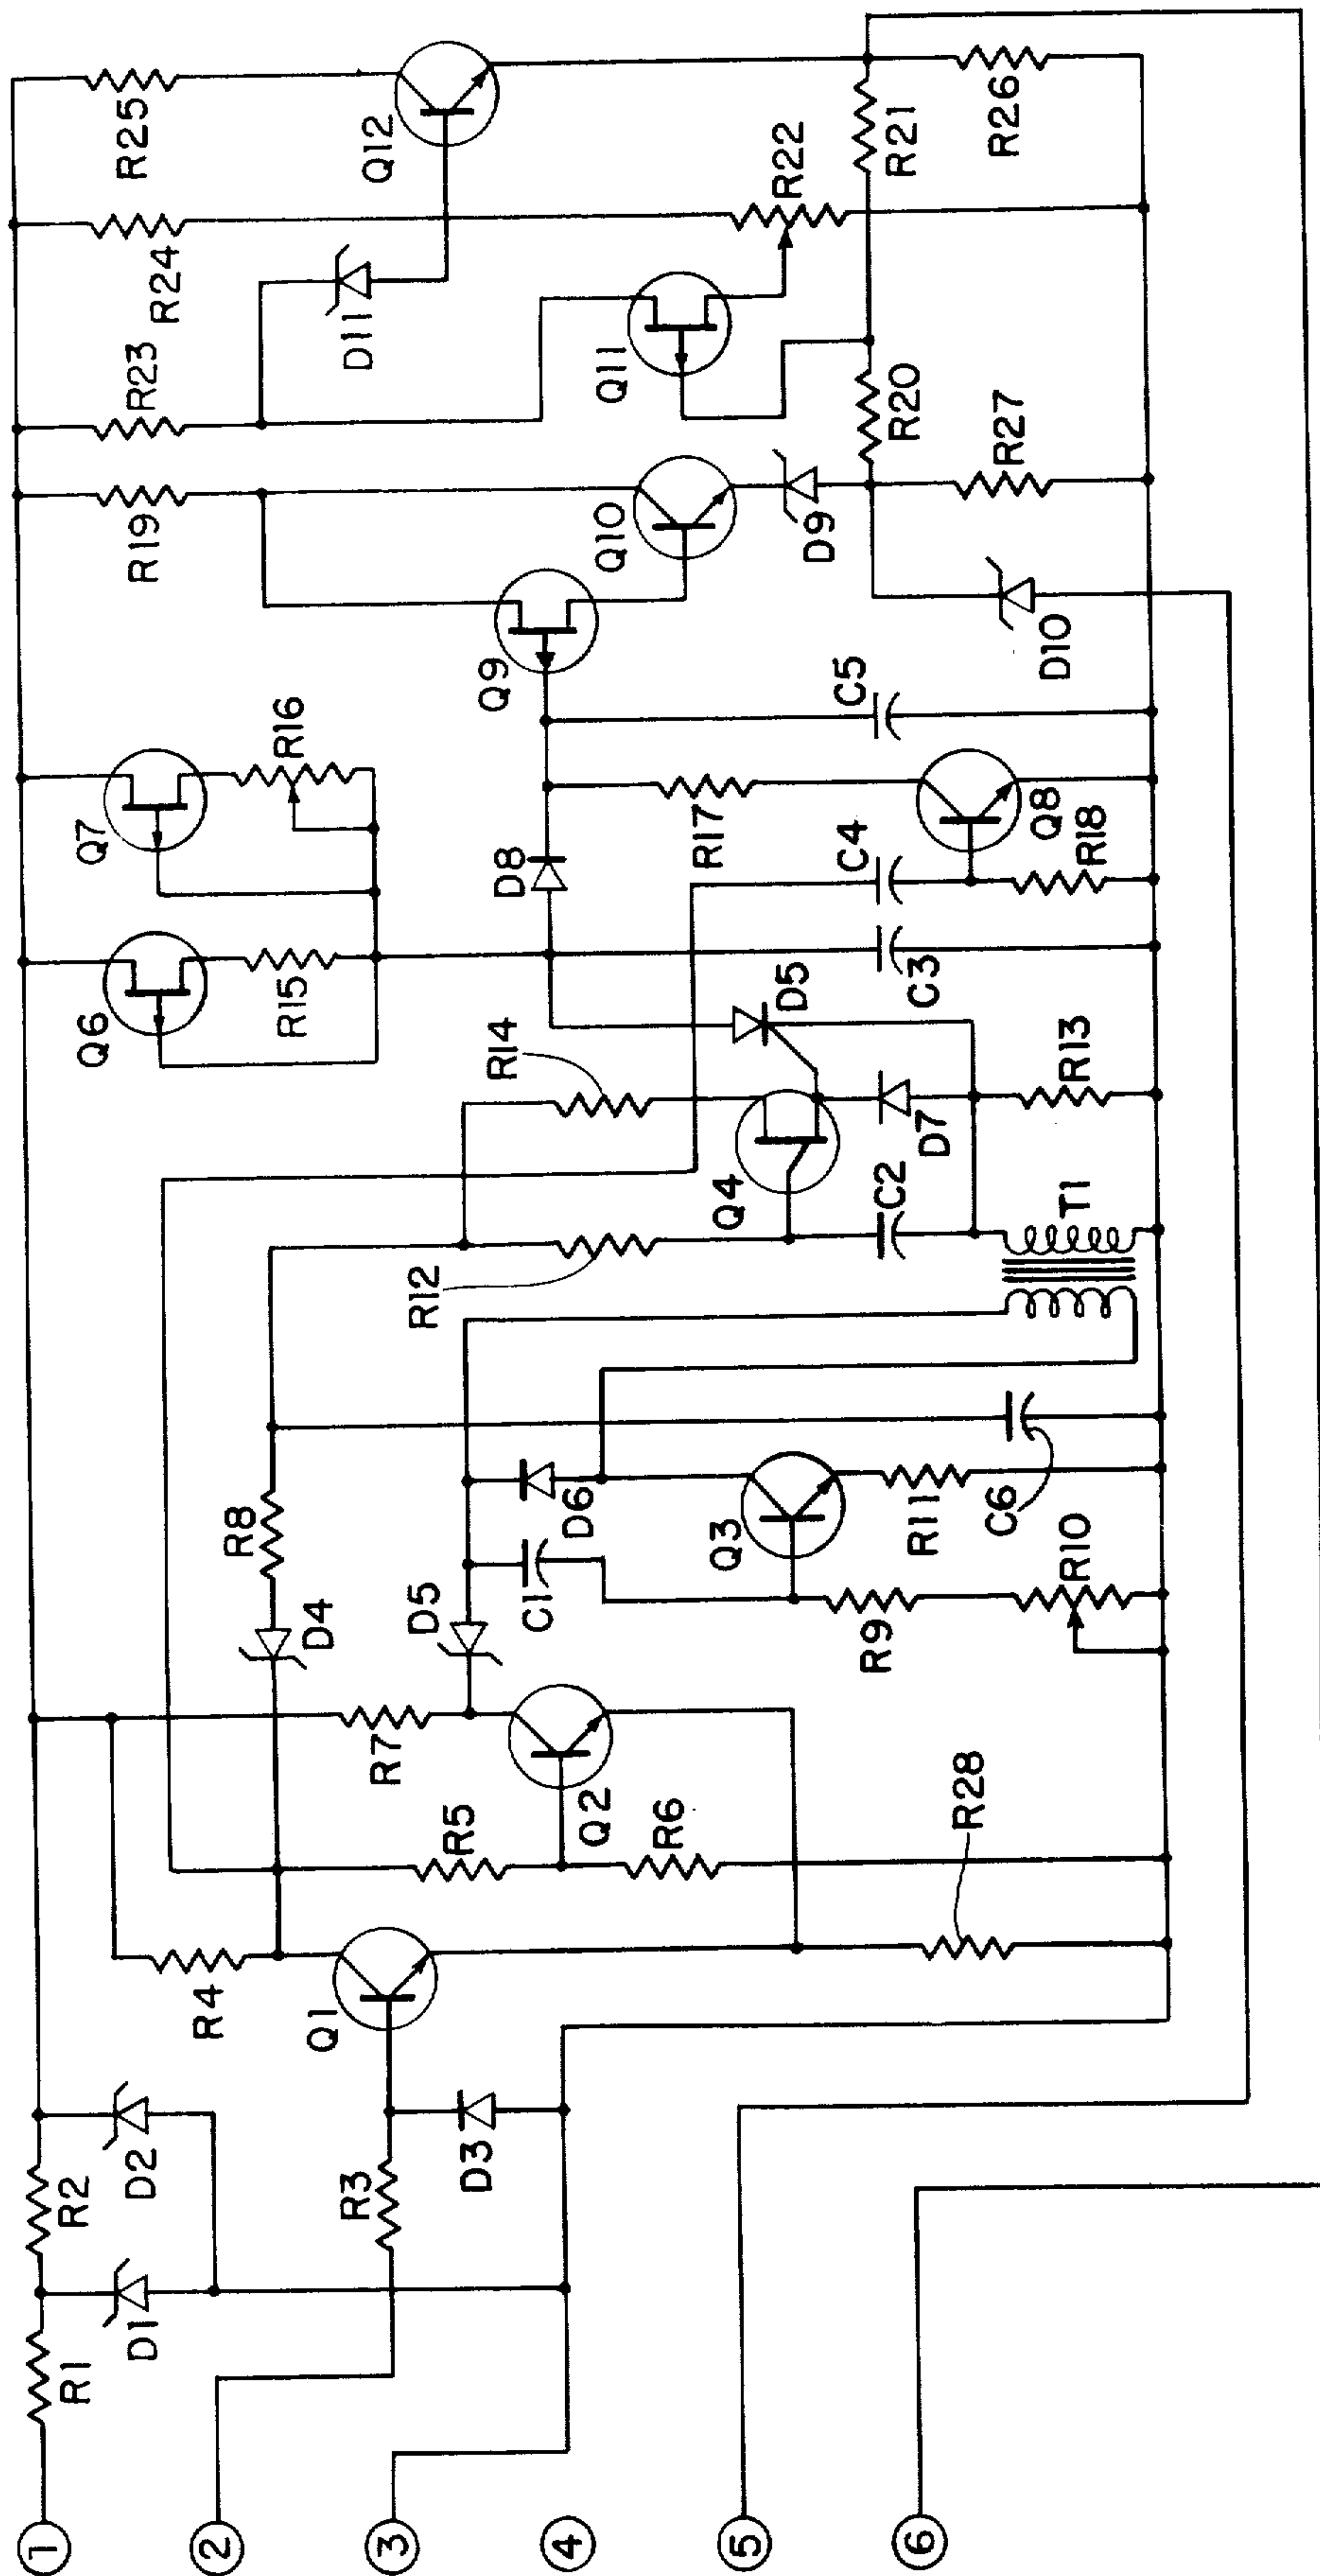 1
2
3
4
5
6
R1
R2
D1
D2
R3
D3
R4
Q1
R5
R6
R7
Q2
R28
D4
R8
D5
C1
D6
Q3
R9
R10
R11
C6
R12
R14
Q4
C2
T1
D7
R13
D5
Q6
R15
Q7
R16
D8
C3
C4
R17
Q8
R18
C5
Q9
R19
Q10
D9
D10
R27
R20
R23
D11
Q11
R24
R22
R21
R25
Q12
R26